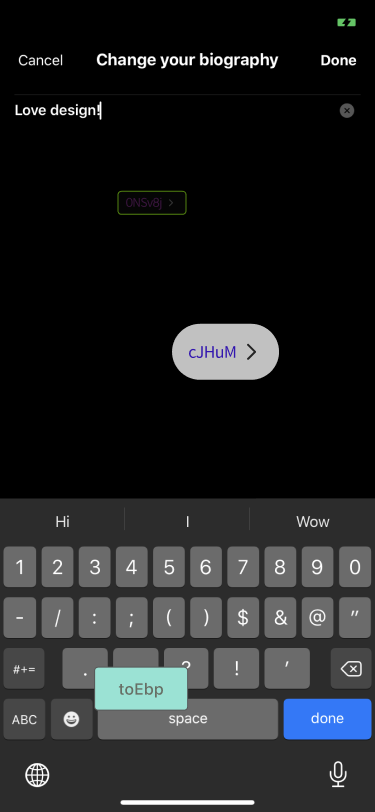 Cancel Change your biography Done
Love design!
0NSv8j >
cJHuM >
Hi I Wow
1 2 3 4 5 6 7 8 9 0
- / : ; ( ) $ & @ "
#+= . ? ! '
toEbp
ABC space done